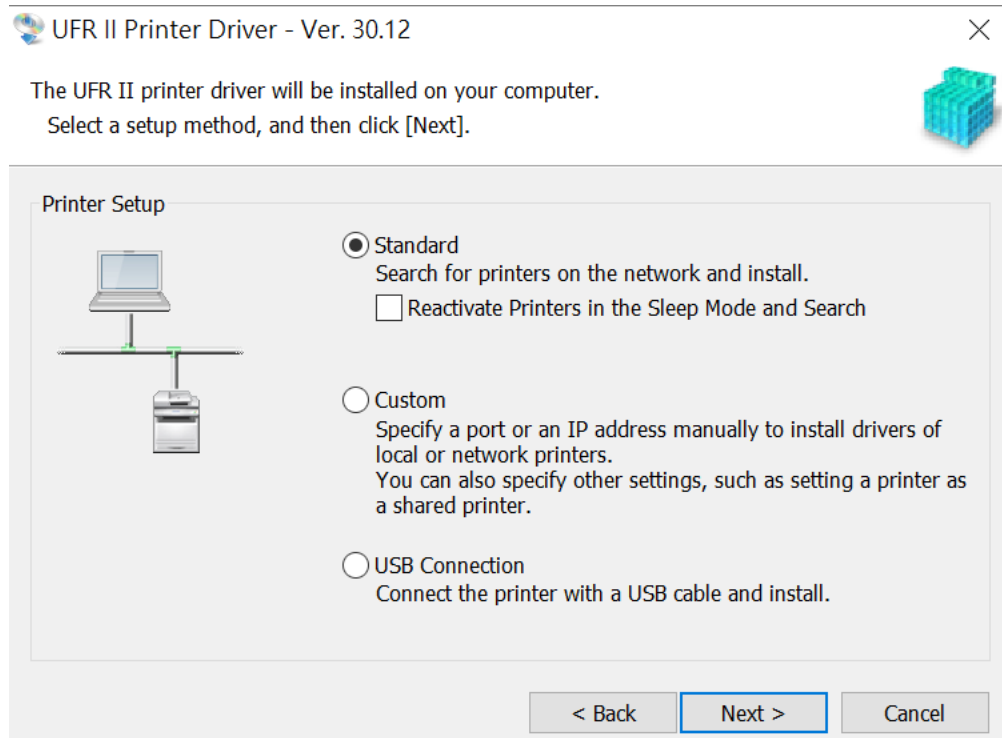 UFR II Printer Driver - Ver. 30.12
The UFR II printer driver will be installed on your computer.
Select a setup method, and then click [Next].
Printer Setup
Standard
Search for printers on the network and install.
Reactivate Printers in the Sleep Mode and Search
Custom
Specify a port or an IP address manually to install drivers of
local or network printers.
You can also specify other settings, such as setting a printer as
a shared printer.
USB Connection
Connect the printer with a USB cable and install.
< Back
Next >
Cancel